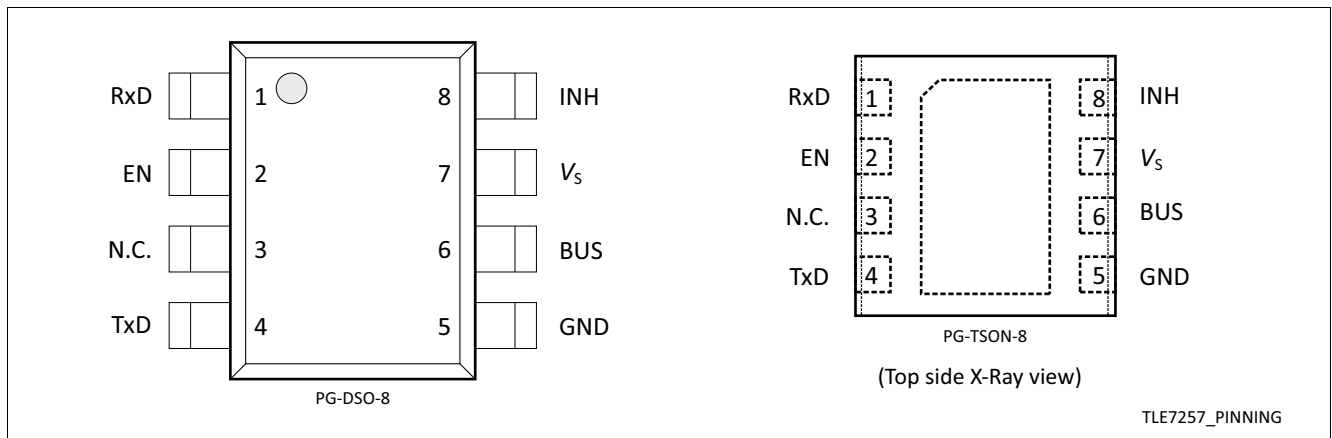 RxD 1 8 INH
EN 2 7 VS
N.C. 3 6 BUS
TxD 4 5 GND
PG-DSO-8
RxD 1 8 INH
EN 2 7 VS
N.C. 3 6 BUS
TxD 4 5 GND
PG-TSON-8
(Top side X-Ray view)
TLE7257_PINNING